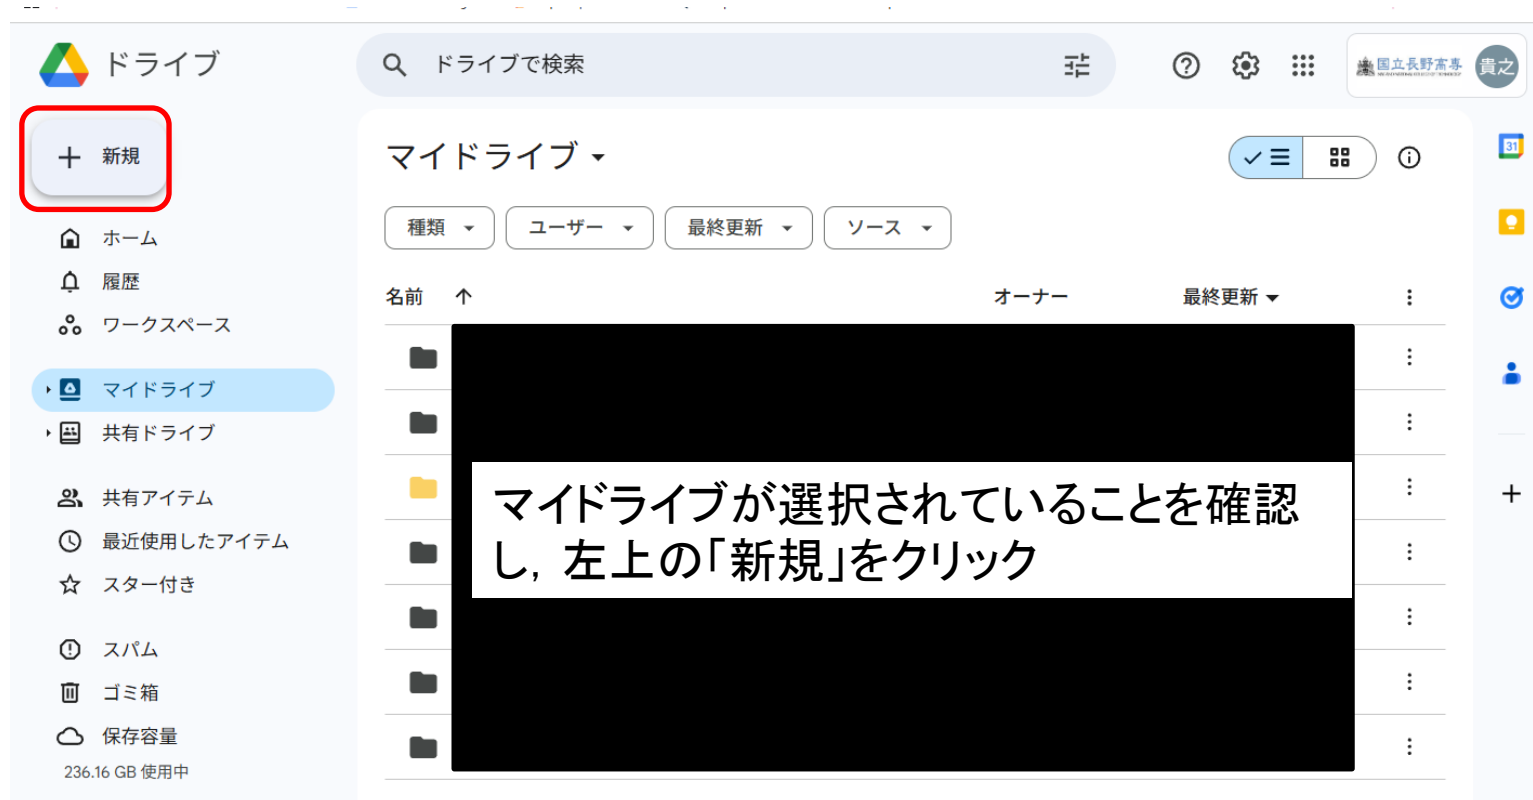 ドライブ
ドライブで検索
国立長野高専
貴之
新規
マイドライブ
31
種類
ユーザー
最終更新
ソース
ホーム
履歴
ワークスペース
名前
オーナー
最終更新
マイドライブ
共有ドライブ
共有アイテム
最近使用したアイテム
スター付き
スパム
ゴミ箱
保存容量
236.16 GB 使用中
マイドライブが選択されていることを確認
し，左上の「新規」をクリック